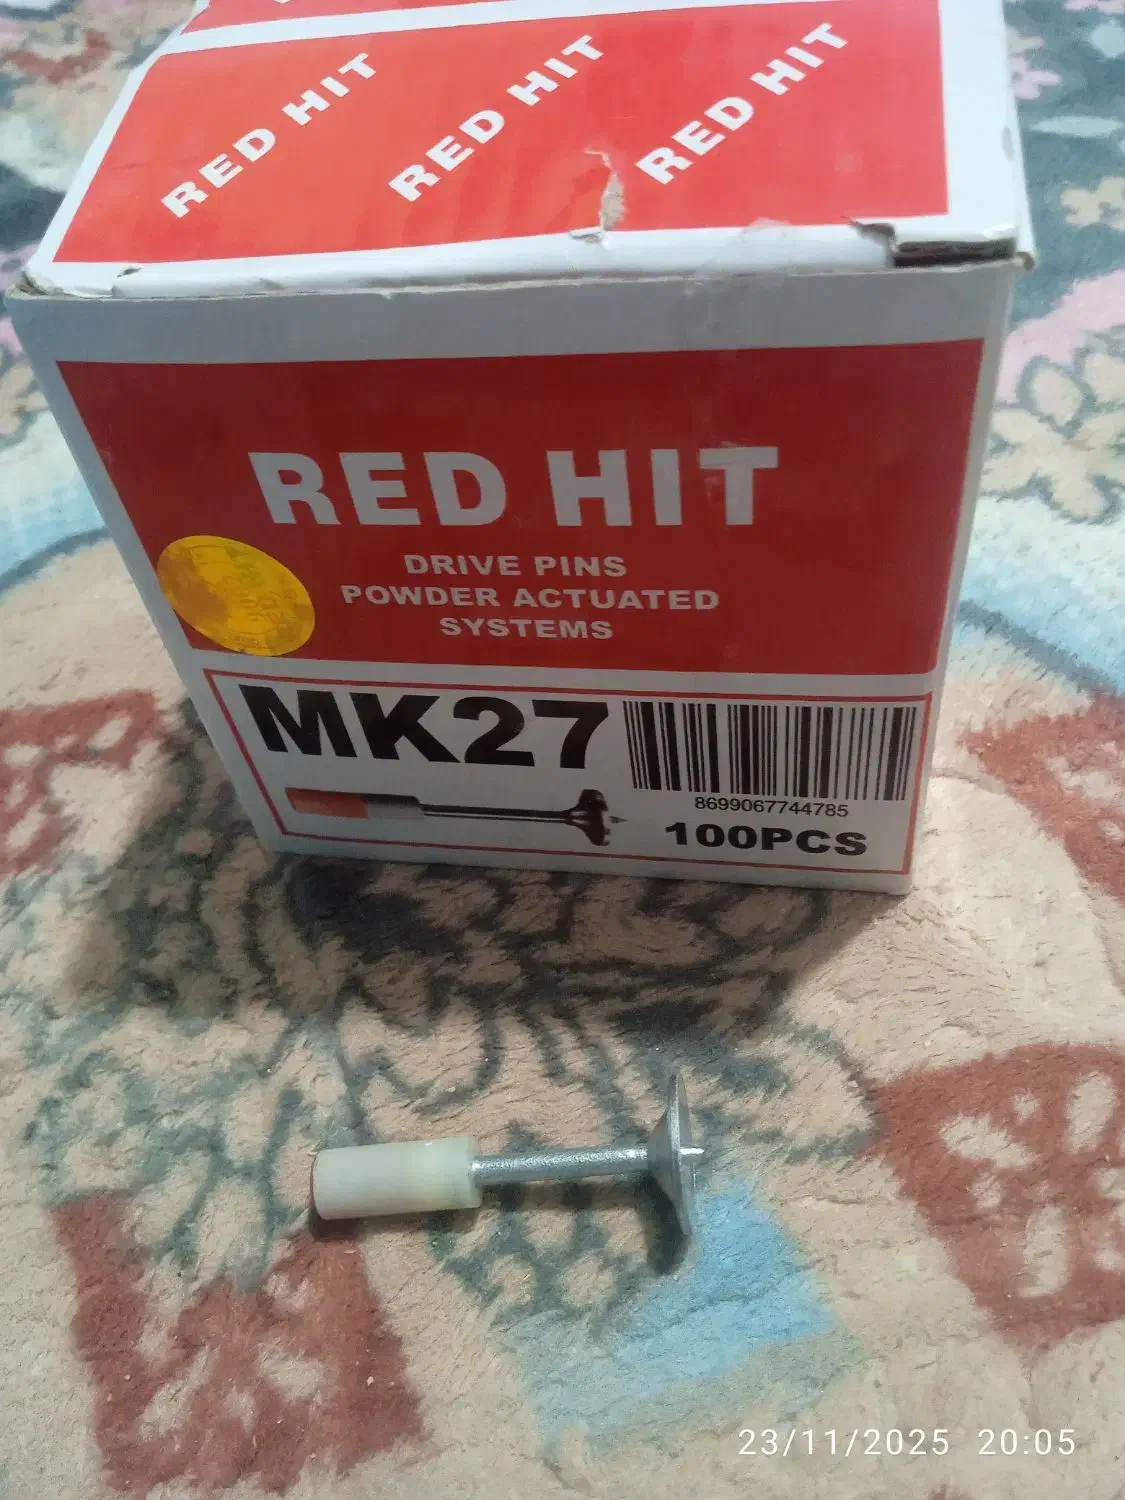 RED HIT
RED HIT
RED HIT
RED HIT
DRIVE PINS
POWDER ACTUATED
SYSTEMS
MK27
8699067744785
100PCS
23/11/2025 20:05